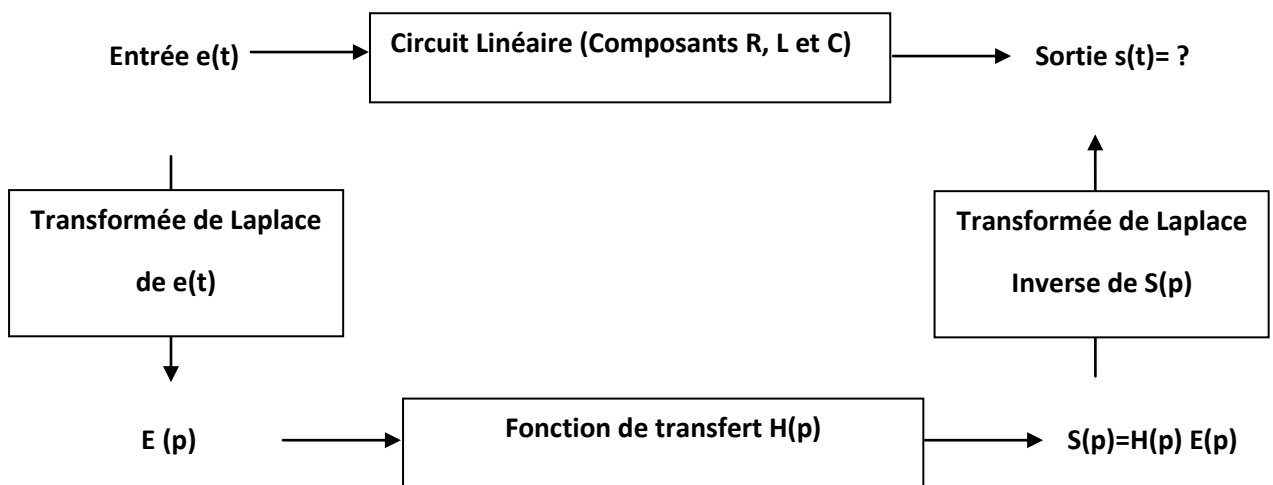 Entrée e(t)
Circuit Linéaire (Composants R, L et C)
Sortie s(t)= ?
Transformée de Laplace
de e(t)
Transformée de Laplace
Inverse de S(p)
E (p)
Fonction de transfert H(p)
S(p)=H(p) E(p)